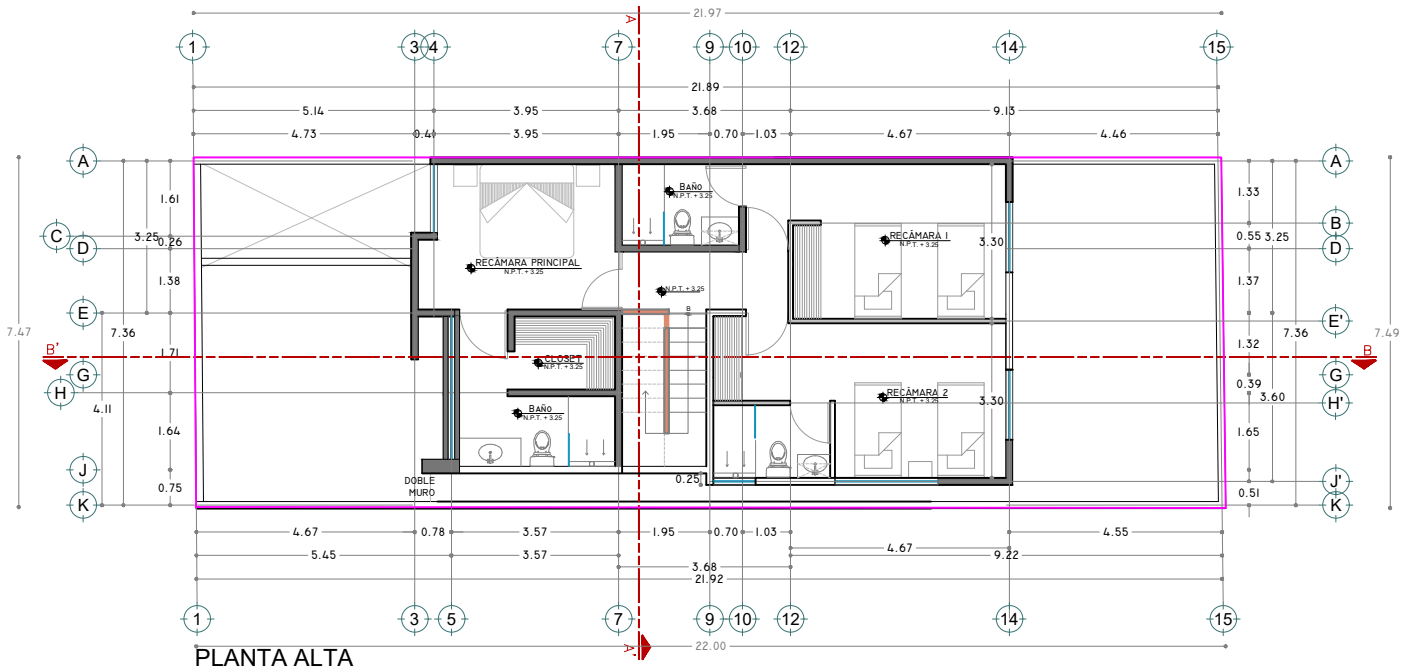 21.97
A
1
3
4
7
9
10
12
14
15
21.89
5.14
3.95
3.68
9.13
4.73
0.41
3.95
1.95
0.70
1.03
4.67
4.46
A
A
1.61
1.33
BAÑO
N.P.T. + 3.25
B
C
3.25
0.26
RECÁMARA 1
N.P.T. + 3.25
3.30
0.55
3.25
D
D
RECÁMARA PRINCIPAL
N.P.T. + 3.25
1.38
1.37
N.P.T. + 3.25
E
B
E'
7.47
7.36
1.32
7.36
7.49
B'
1.71
B
CLOSET
N.P.T. + 3.25
G
G
0.39
H
RECÁMARA 2
N.P.T. + 3.25
3.30
3.60
H'
4.11
BAÑO
N.P.T. + 3.25
1.64
1.65
J
DOBLE
MURO
0.25
J'
0.75
0.51
K
K
4.67
0.78
3.57
1.95
0.70
1.03
4.55
4.67
5.45
3.57
9.22
3.68
21.92
1
3
5
7
9
10
12
14
15
A'
22.00
PLANTA ALTA